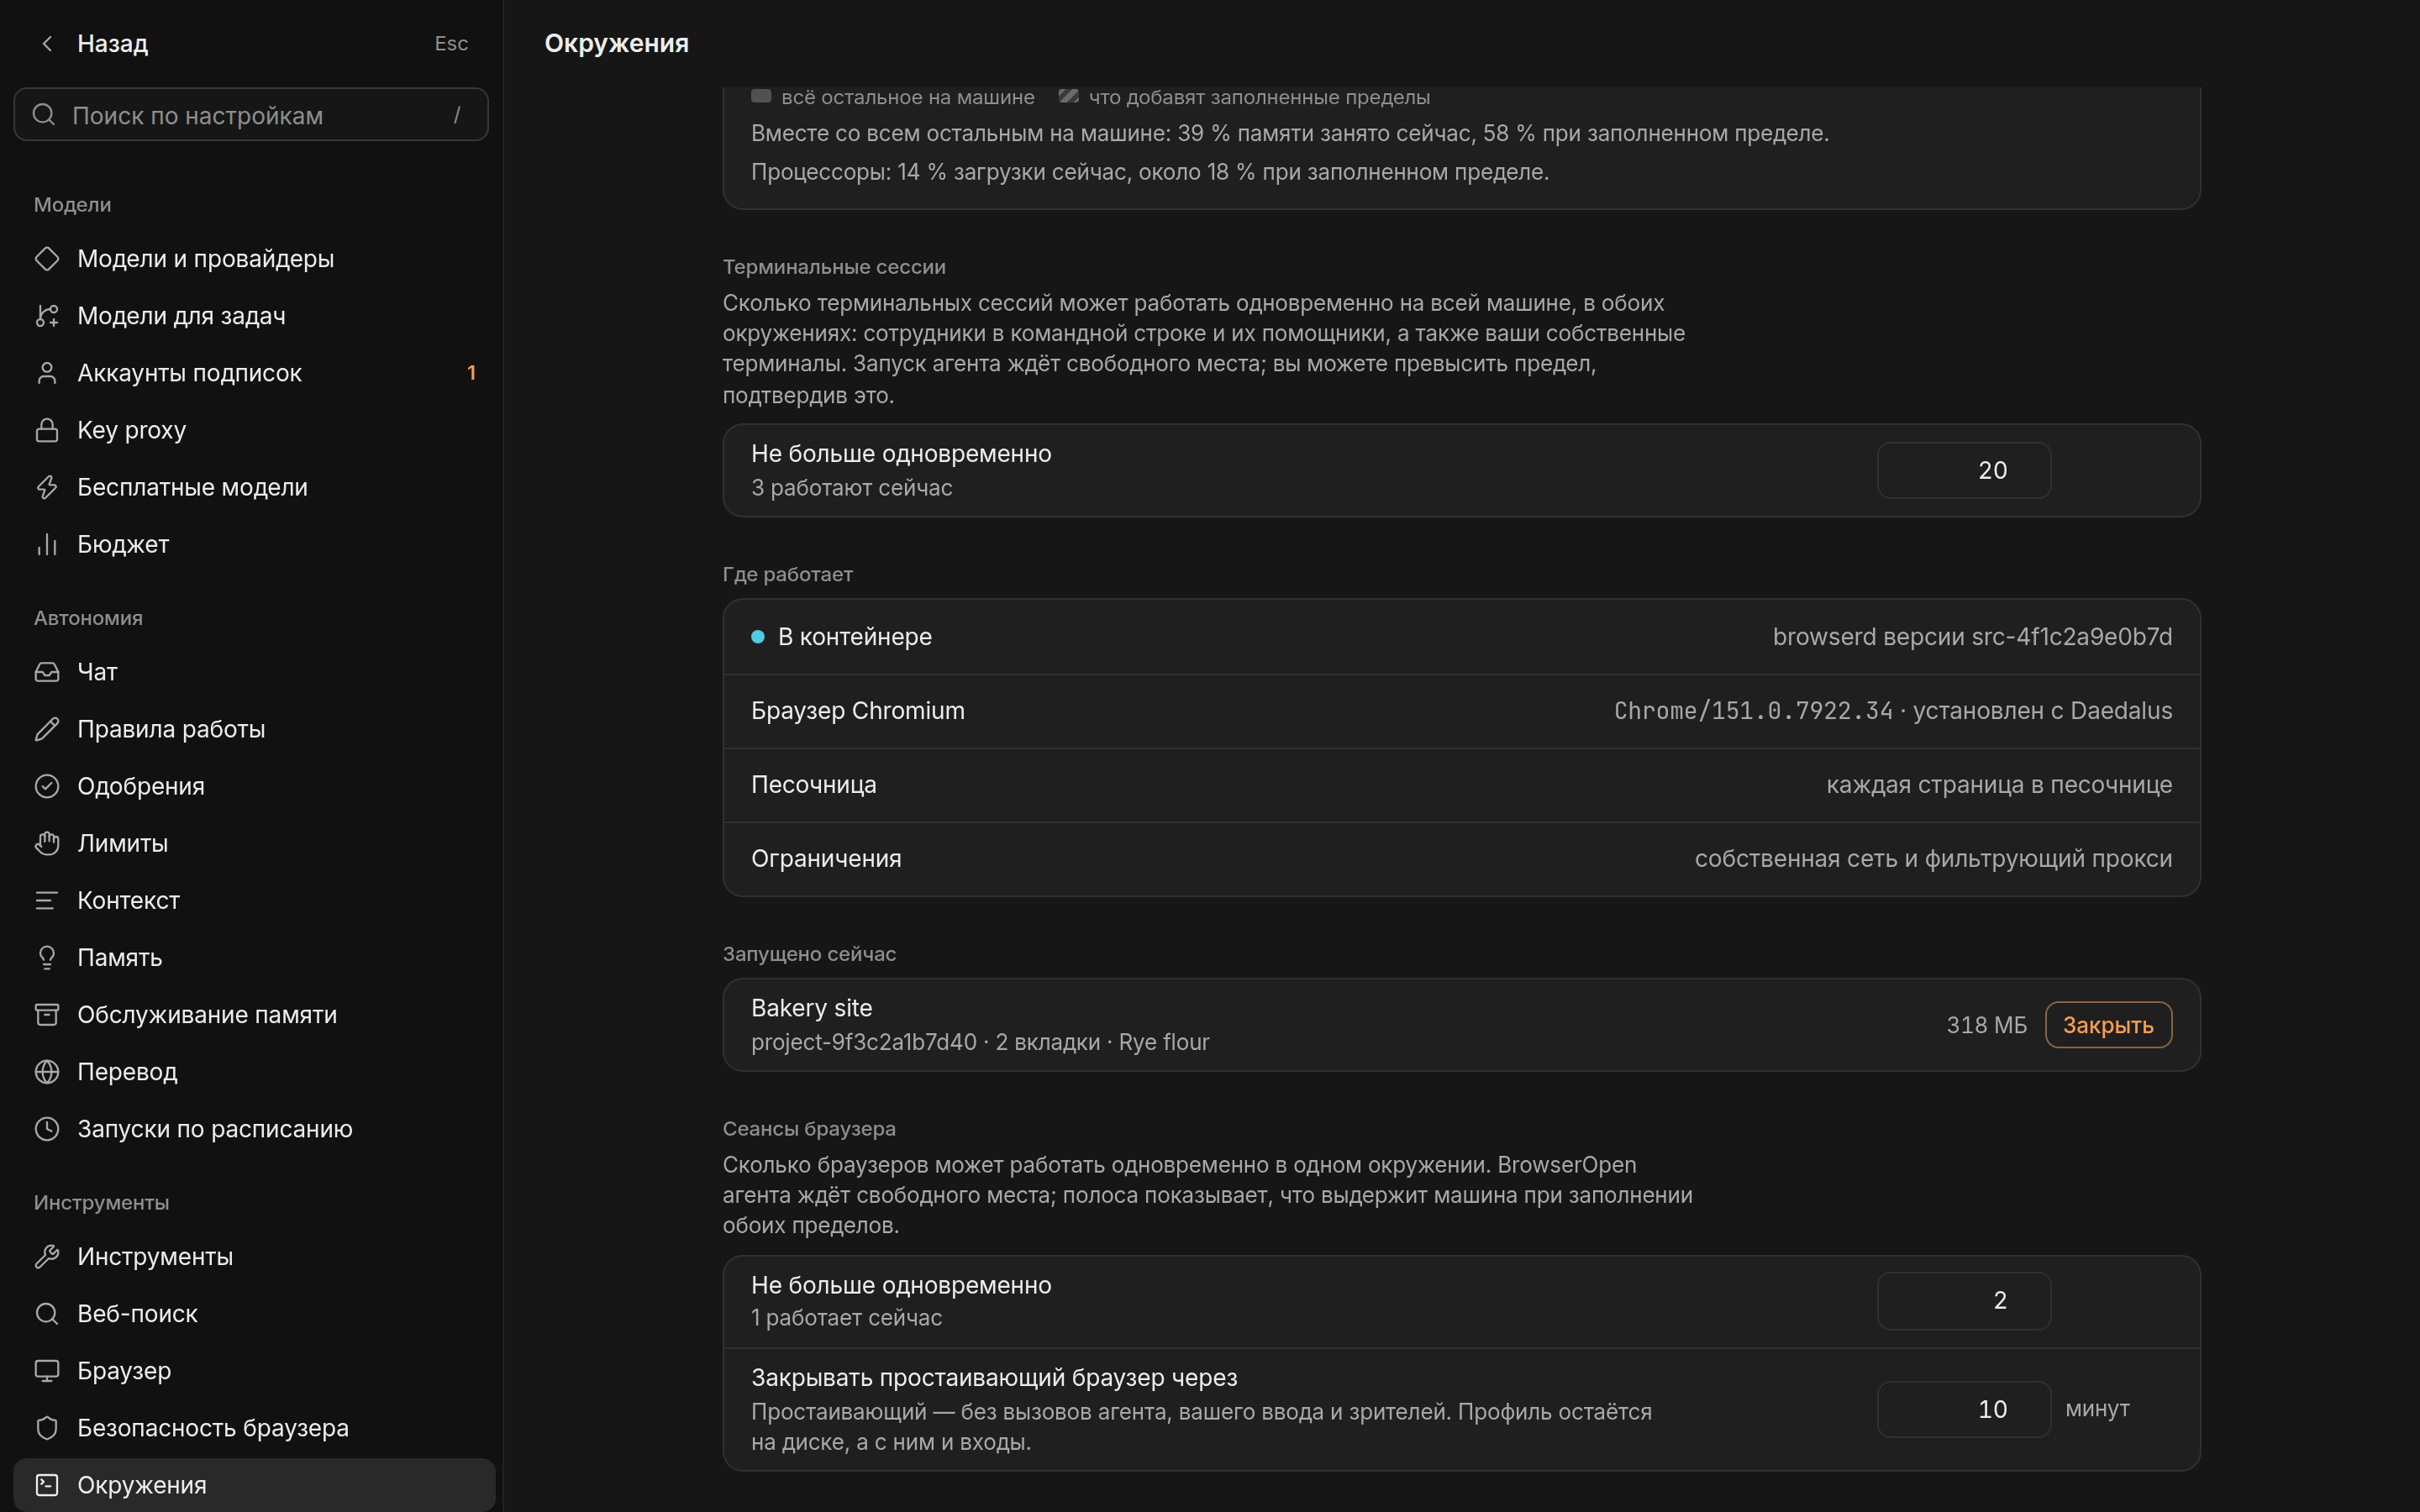 Назад
Esc
Поиск по настройкам
/
Модели
Модели и провайдеры
Модели для задач
Аккаунты подписок
1
Key proxy
Бесплатные модели
Бюджет
Автономия
Чат
Правила работы
Одобрения
Лимиты
Контекст
Память
Обслуживание памяти
Перевод
Запуски по расписанию
Инструменты
Инструменты
Веб-поиск
Браузер
Безопасность браузера
Окружения
Окружения
всё остальное на машине
что добавят заполненные пределы
Вместе со всем остальным на машине: 39 % памяти занято сейчас, 58 % при заполненном пределе.
Процессоры: 14 % загрузки сейчас, около 18 % при заполненном пределе.
Терминальные сессии
Сколько терминальных сессий может работать одновременно на всей машине, в обоих
окружениях: сотрудники в командной строке и их помощники, а также ваши собственные
терминалы. Запуск агента ждёт свободного места; вы можете превысить предел,
подтвердив это.
Не больше одновременно
3 работают сейчас
20
Где работает
В контейнере
browserd версии src-4f1c2a9e0b7d
Браузер Chromium
Chrome/151.0.7922.34 · установлен с Daedalus
Песочница
каждая страница в песочнице
Ограничения
собственная сеть и фильтрующий прокси
Запущено сейчас
Bakery site
project-9f3c2a1b7d40 · 2 вкладки · Rye flour
318 МБ
Закрыть
Сеансы браузера
Сколько браузеров может работать одновременно в одном окружении. BrowserOpen
агента ждёт свободного места; полоса показывает, что выдержит машина при заполнении
обоих пределов.
Не больше одновременно
1 работает сейчас
2
Закрывать простаивающий браузер через
Простаивающий — без вызовов агента, вашего ввода и зрителей. Профиль остаётся
на диске, а с ним и входы.
10
минут